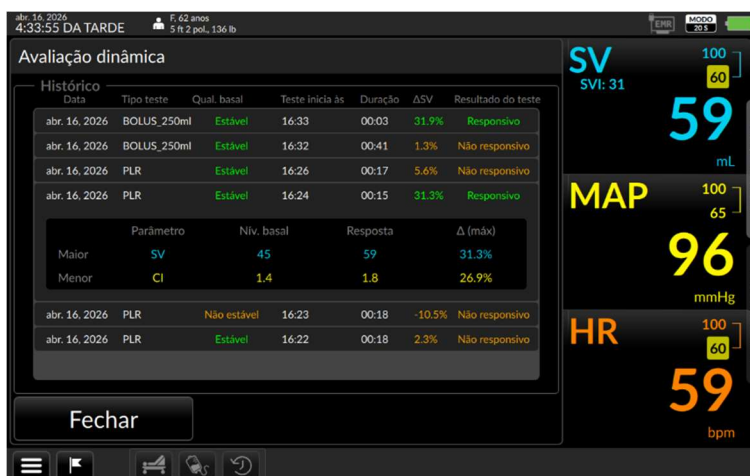 abr. 16, 2026
4:33:55 DA TARDE
F, 62 anos
5 ft 2 pol., 136 lb
EMR
MODO
20 S
Avaliação dinâmica
Histórico
Data Tipo teste Qual. basal Teste inicia às Duração ΔSV Resultado do teste
abr. 16, 2026 BOLUS_250ml Estável 16:33 00:03 31.9% Responsivo
abr. 16, 2026 BOLUS_250ml Estável 16:32 00:41 1.3% Não responsivo
abr. 16, 2026 PLR Estável 16:26 00:17 5.6% Não responsivo
abr. 16, 2026 PLR Estável 16:24 00:15 31.3% Responsivo
Parâmetro Nív. basal Resposta Δ (máx)
Maior SV 45 59 31.3%
Menor CI 1.4 1.8 26.9%
abr. 16, 2026 PLR Não estável 16:23 00:18 -10.5% Não responsivo
abr. 16, 2026 PLR Estável 16:22 00:18 2.3% Não responsivo
Fechar
SV
SVI: 31
100
60
59
mL
MAP
100
65
96
mmHg
HR
100
60
59
bpm